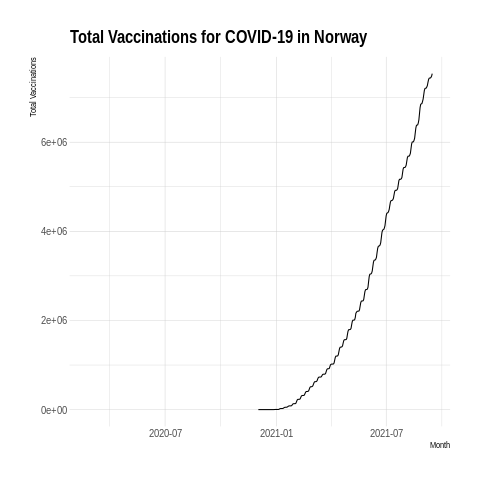 Total Vaccinations for COVID-19 in Norway
Total Vaccinations
6e+06
4e+06
2e+06
0e+00
2020-07
2021-01
2021-07
Month